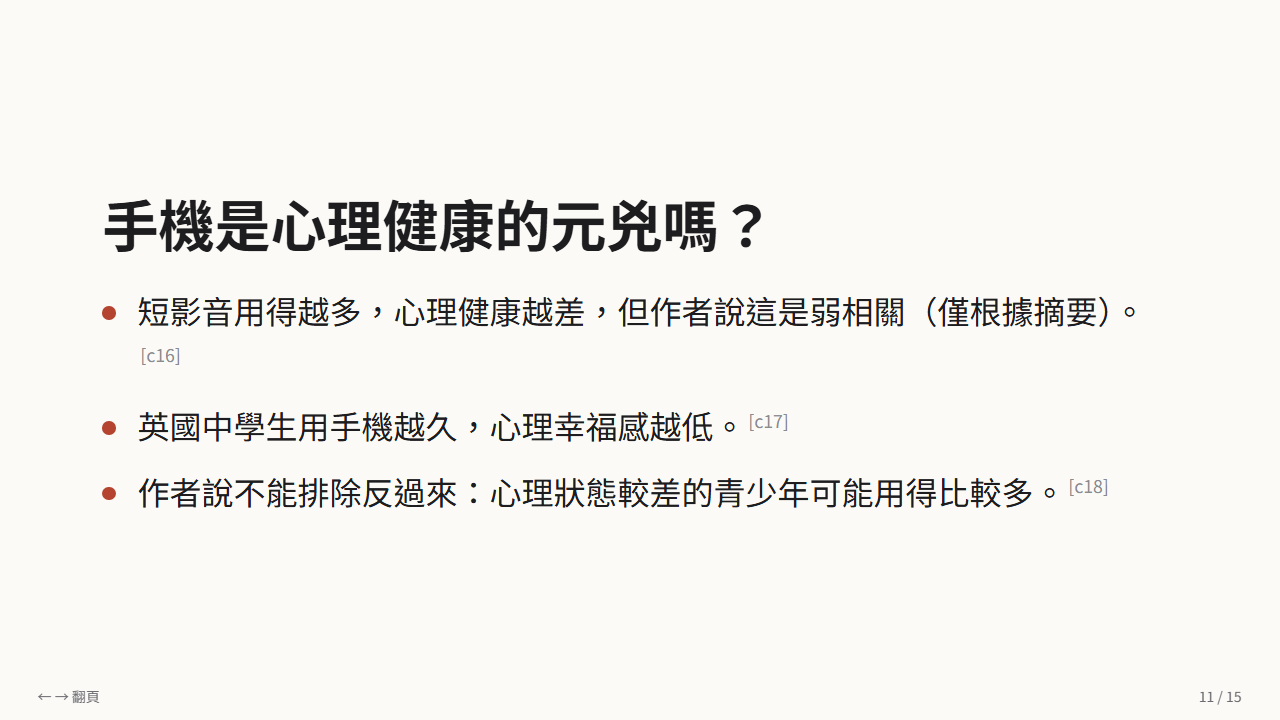 手機是心理健康的元兇嗎？
短影音用得越多，心理健康越差，但作者說這是弱相關（僅根據摘要）。
[c16]
英國中學生用手機越久，心理幸福感越低。[c17]
作者說不能排除反過來：心理狀態較差的青少年可能用得比較多。[c18]
← → 翻頁
11 / 15